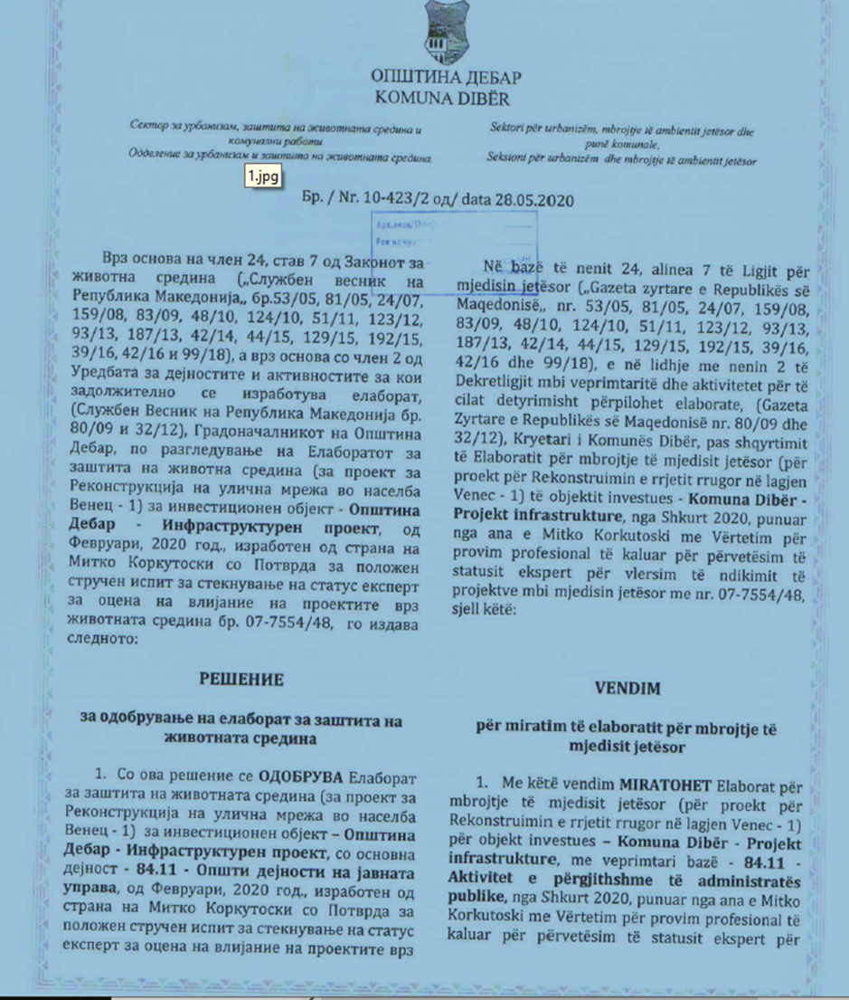 ОПШТИНА ДЕБАР
KOMUNA DIBËR
Сектор за урбанизам, заштита на животната средина и
комунални работи
Одделение за урбанизам и заштита на животната средина
Sektori për urbanizëm, mbrojtje të ambientit jetësor dhe
punë komunale,
Seksioni për urbanizëm dhe mbrojtje të ambientit jetësor
1.jpg
Бр. / Nr. 10-423/2 од/ data 28.05.2020
Врз основа на член 24, став 7 од Законот за
животна средина („Службен весник на
Република Македонија„ бр.53/05, 81/05, 24/07,
159/08, 83/09, 48/10, 124/10, 51/11, 123/12,
93/13, 187/13, 42/14, 44/15, 129/15, 192/15,
39/16, 42/16 и 99/18), а врз основа со член 2 од
Уредбата за дејностите и активностите за кои
задолжително се изработува елаборат,
(Службен Весник на Република Македонија бр.
80/09 и 32/12), Градоначалникот на Општина
Дебар, по разгледување на Елаборатот за
заштита на животна средина (за проект за
Реконструкција на улична мрежа во населба
Венец - 1) за инвестиционен објект - Општина
Дебар - Инфраструктурен проект, од
Февруари, 2020 год., изработен од страна на
Митко Коркутоски со Потврда за положен
стручен испит за стекнување на статус експерт
за оцена на влијание на проектите врз
животната средина бр. 07-7554/48, го издава
следното:
РЕШЕНИЕ
за одобрување на елаборат за заштита на
животната средина
1. Со ова решение се ОДОБРУВА Елаборат
за заштита на животната средина (за проект за
Реконструкција на улична мрежа во населба
Венец - 1) за инвестиционен објект – Општина
Дебар - Инфраструктурен проект, со основна
дејност - 84.11 - Општи дејности на јавната
управа, од Февруари, 2020 год., изработен од
страна на Митко Коркутоски со Потврда за
положен стручен испит за стекнување на статус
експерт за оцена на влијание на проектите врз
Në bazë të nenit 24, alinea 7 të Ligjit për
mjedisin jetësor („Gazeta zyrtare e Republikës së
Maqedonisë„ nr. 53/05, 81/05, 24/07, 159/08,
83/09, 48/10, 124/10, 51/11, 123/12, 93/13,
187/13, 42/14, 44/15, 129/15, 192/15, 39/16,
42/16 dhe 99/18), e në lidhje me nenin 2 të
Dekretligjit mbi veprimtaritë dhe aktivitetet për të
cilat detyrimisht përpilohet elaborate, (Gazeta
Zyrtare e Republikës së Maqedonisë nr. 80/09 dhe
32/12), Kryetari i Komunës Dibër, pas shqyrtimit
të Elaboratit për mbrojtje të mjedisit jetësor (për
proekt për Rekonstruimin e rrjetit rrugor në lagjen
Venec - 1) të objektit investues - Komuna Dibër -
Projekt infrastrukture, nga Shkurt 2020, punuar
nga ana e Mitko Korkutoski me Vërtetim për
provim profesional të kaluar për përvetësim të
statusit ekspert për vlersim të ndikimit të
projektve mbi mjedisin jetësor me nr. 07-7554/48,
sjell këtë:
VENDIM
për miratim të elaboratit për mbrojtje të
mjedisit jetësor
1. Me këtë vendim MIRATOHET Elaborat për
mbrojtje të mjedisit jetësor (për proekt për
Rekonstruimin e rrjetit rrugor në lagjen Venec - 1)
për objekt investues – Komuna Dibër - Projekt
infrastrukture, me veprimtari bazë - 84.11 -
Aktivitet e përgjithshme të administratës
publike, nga Shkurt 2020, punuar nga ana e Mitko
Korkutoski me Vërtetim për provim profesional të
kaluar për përvetësim të statusit ekspert për